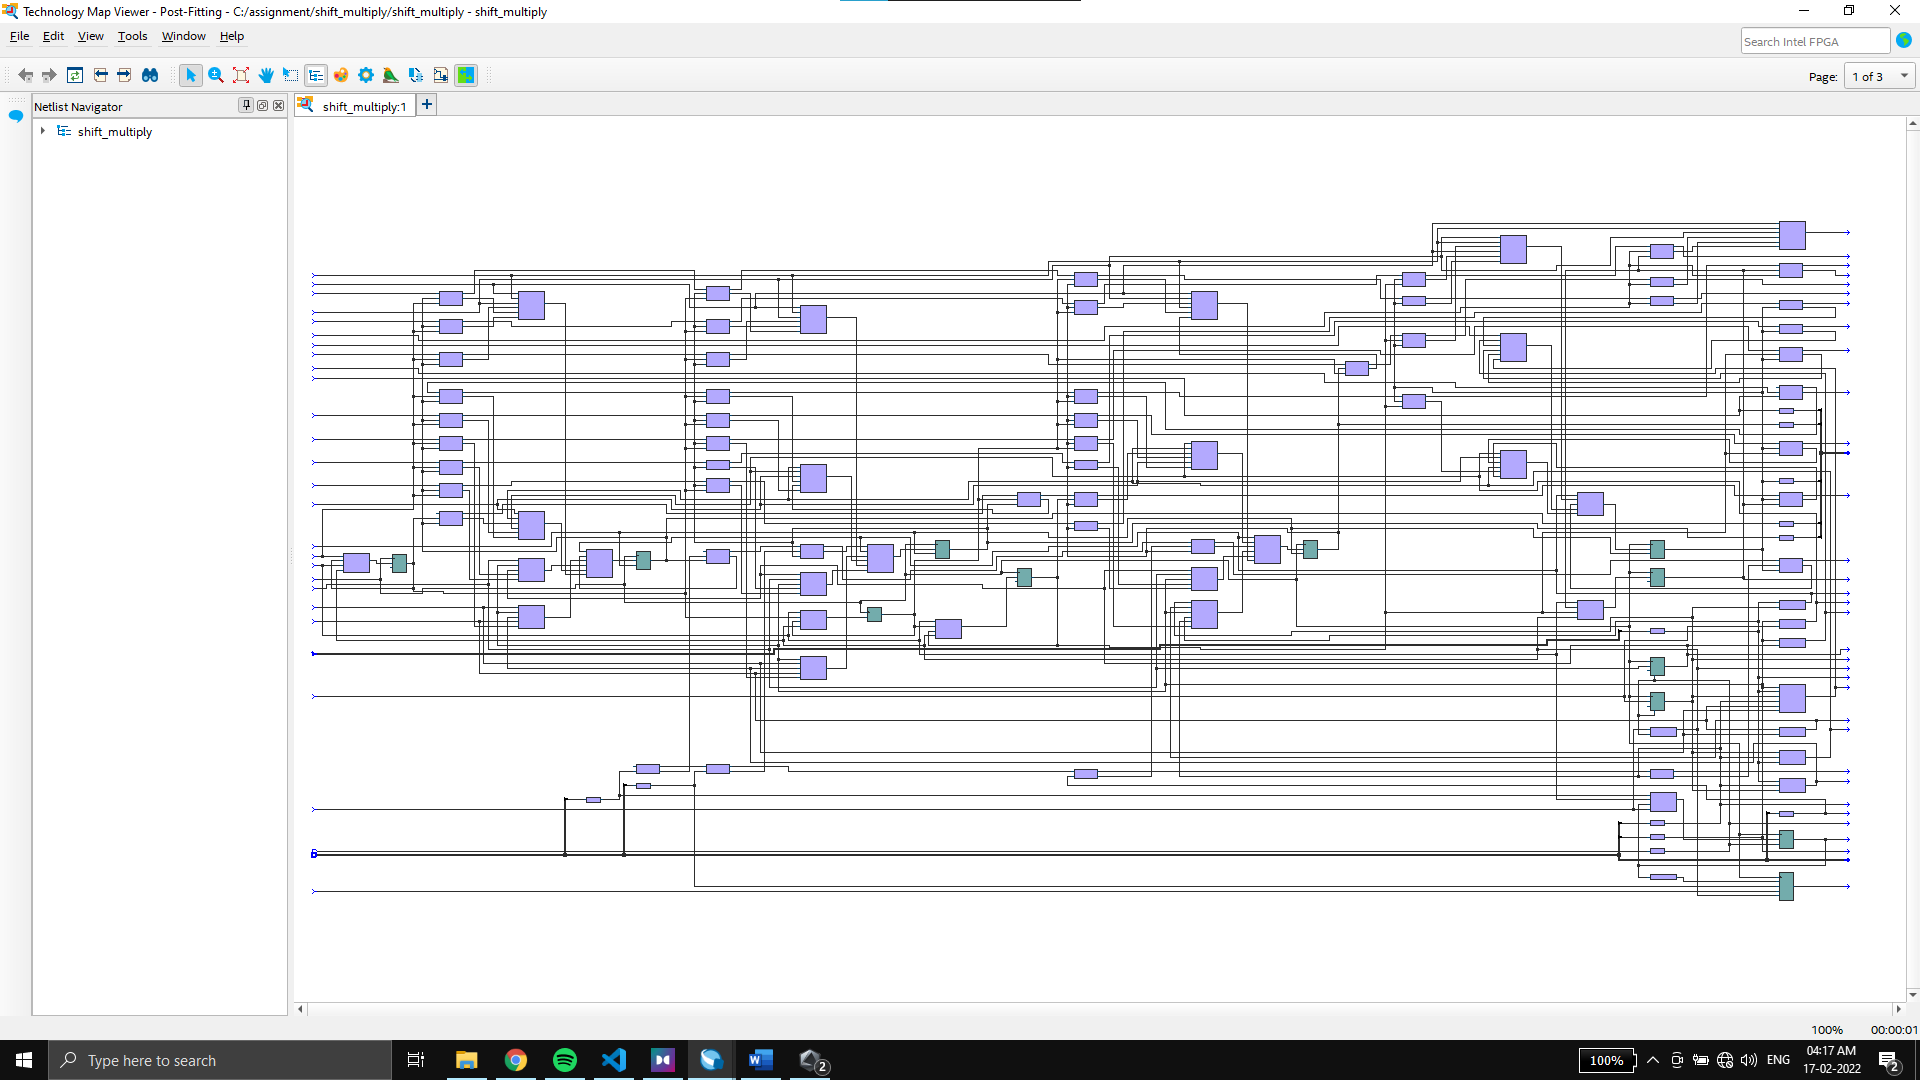 Technology Map Viewer - Post-Fitting - C:/assignment/shift_multiply/shift_multiply - shift_multiply
File Edit View Tools Window Help
Search Intel FPGA
Page: 1 of 3
Netlist Navigator
shift_multiply:1
shift_multiply
100% 00:00:01
Type here to search
2
100%
ENG
04:17 AM
17-02-2022
2